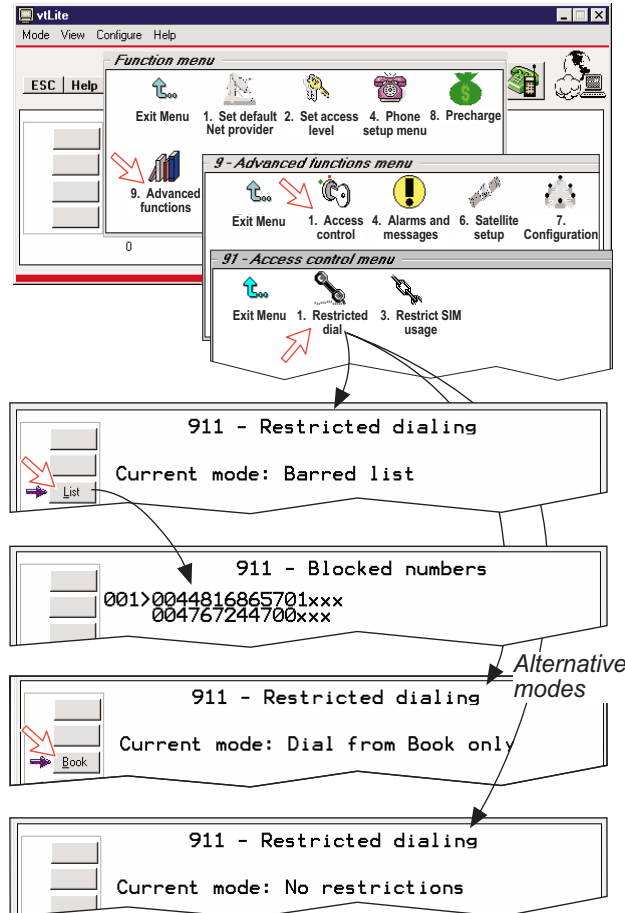 vtLite
Mode View Configure Help
ESC Help
Function menu
Exit Menu
1. Set default Net provider
2. Set access level
4. Phone setup menu
8. Precharge
9. Advanced functions
0
9 - Advanced functions menu
Exit Menu
1. Access control
4. Alarms and messages
6. Satellite setup
7. Configuration
91 - Access control menu
Exit Menu
1. Restricted dial
3. Restrict SIM usage
911 - Restricted dialing
Current mode: Barred list
List
911 - Blocked numbers
001>0044816865701xxx
004767244700xxx
Alternative modes
911 - Restricted dialing
Current mode: Dial from Book only
Book
911 - Restricted dialing
Current mode: No restrictions